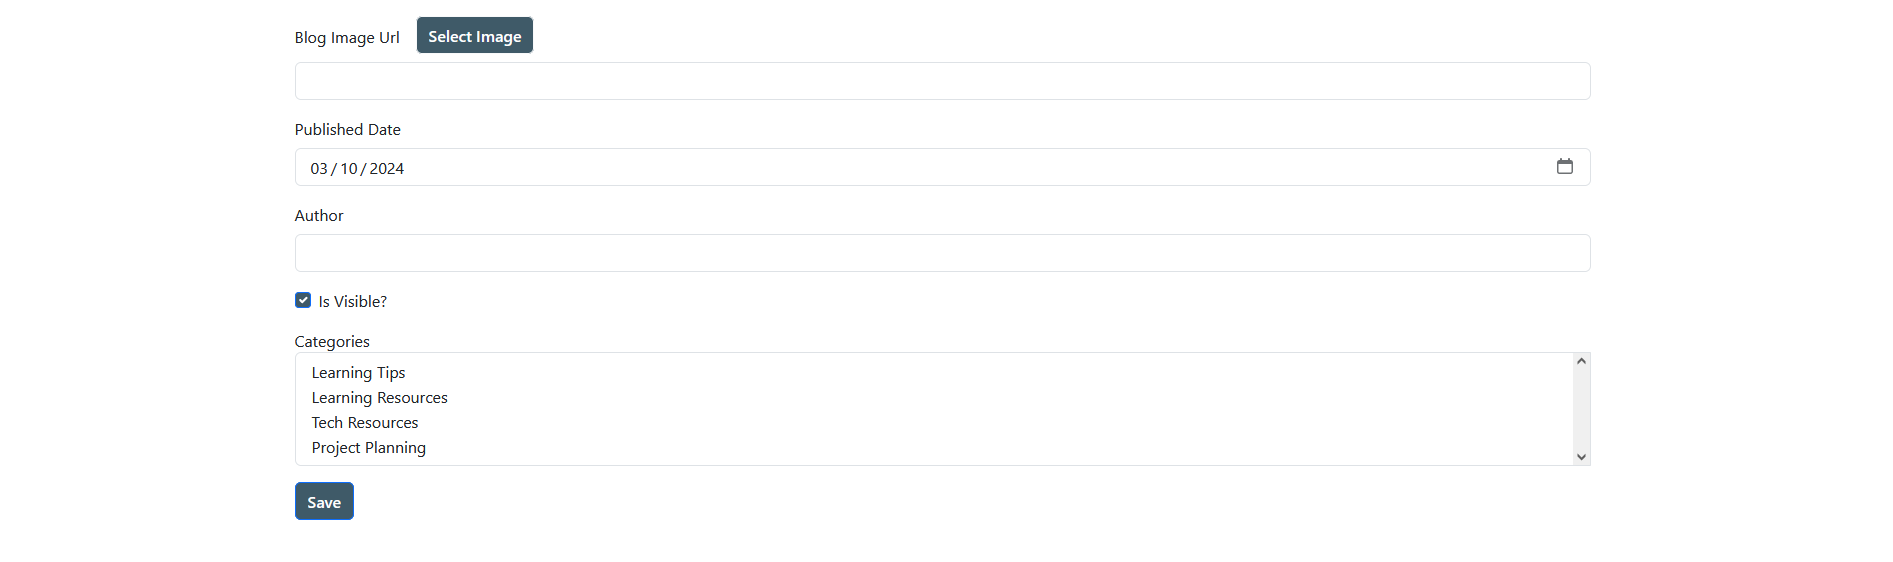 Blog Image Url Select Image
Published Date
03/10/2024
Author
Is Visible?
Categories
Learning Tips
Learning Resources
Tech Resources
Project Planning
Save